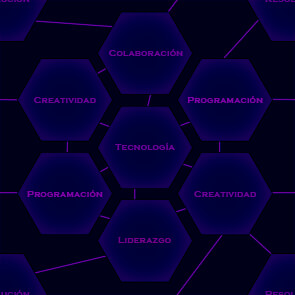 COLABORACIÓN
CREATIVIDAD
PROGRAMACIÓN
TECNOLOGÍA
PROGRAMACIÓN
CREATIVIDAD
LIDERAZGO